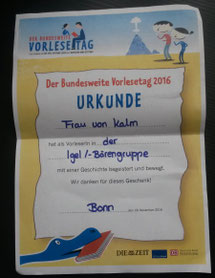 DER BUNDESWEITE
VORLESETAG
Der Bundesweite Vorlesetag 2016
URKUNDE
Frau von Kalm
hat als Vorleser/in in der
Igel/-Bärengruppe
mit einer Geschichte begeistert und bewegt.
Wir danken für dieses Geschenk!
Bonn
DIE ZEIT